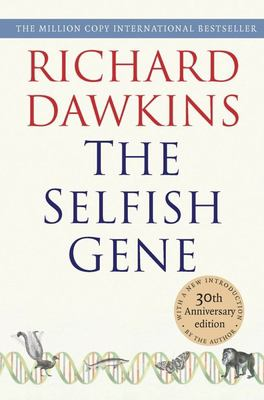 THE MILLION COPY INTERNATIONAL BESTSELLER
RICHARD
DAWKINS
THE
SELFISH
GENE
WITH A NEW INTRODUCTION
30th
Anniversary
edition
BY THE AUTHOR